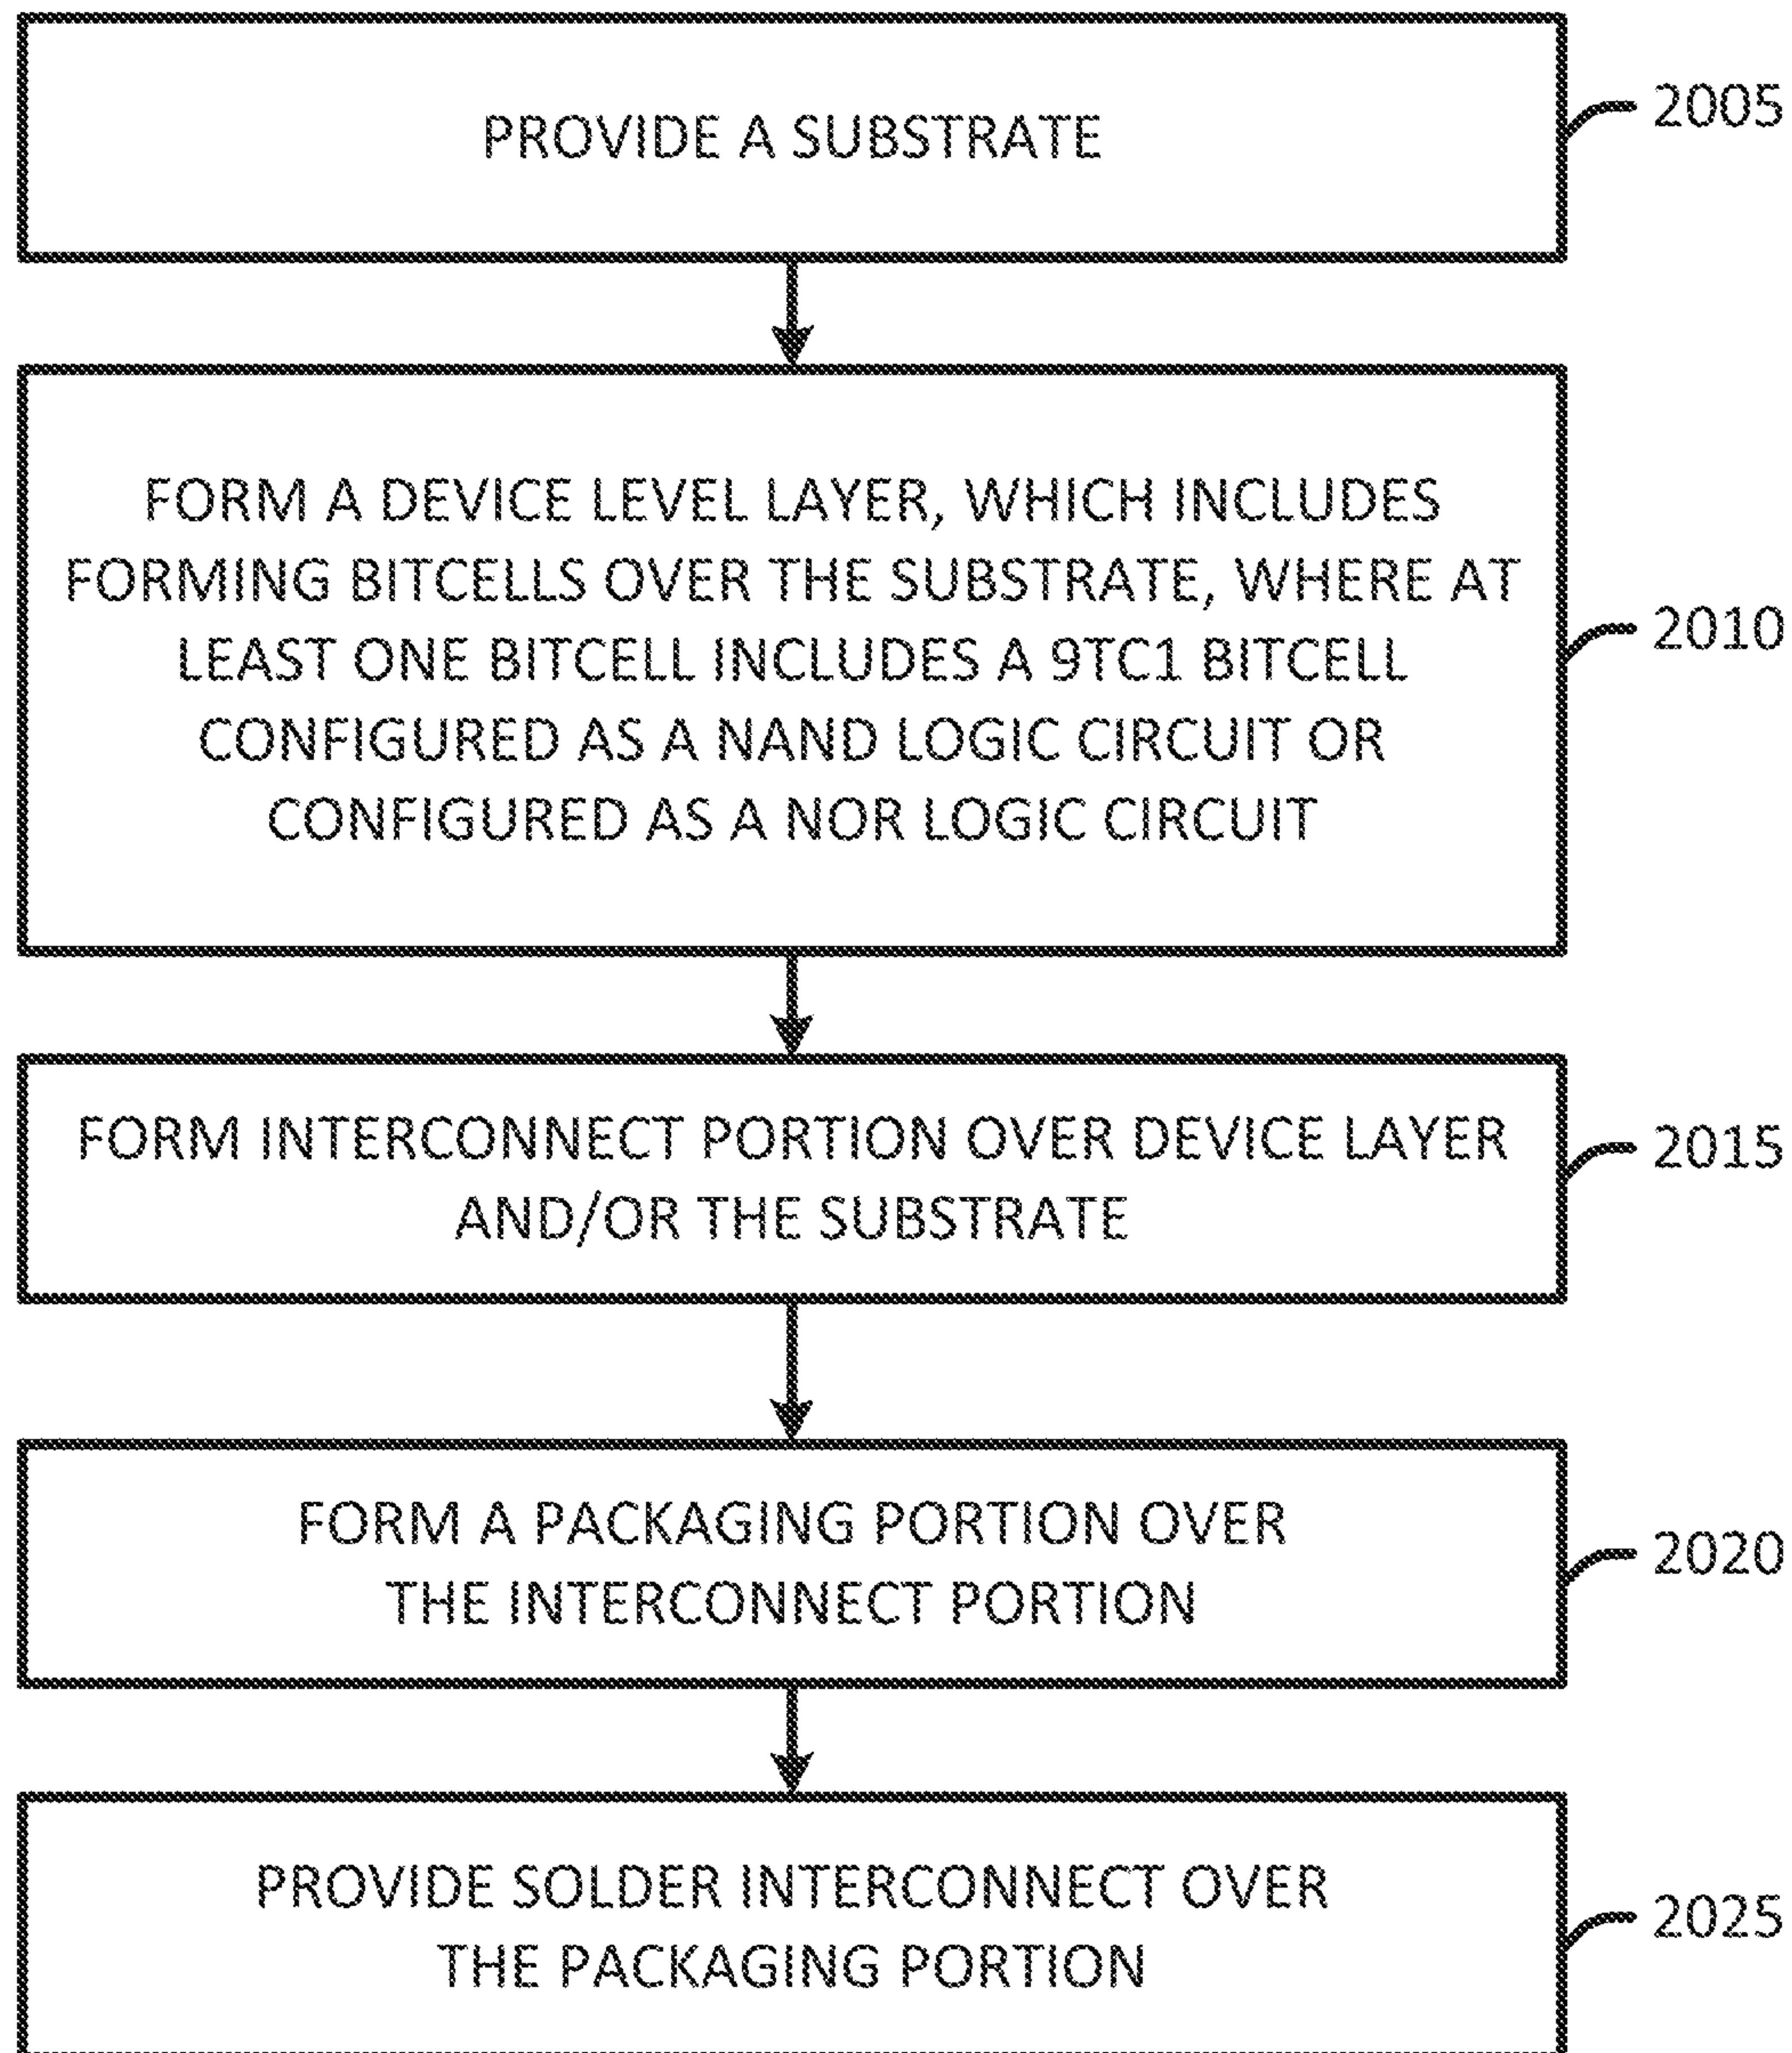 PROVIDE A SUBSTRATE
2005
FORM A DEVICE LEVEL LAYER, WHICH INCLUDES
FORMING BITCELLS OVER THE SUBSTRATE, WHERE AT
LEAST ONE BITCELL INCLUDES A 9TC1 BITCELL
CONFIGURED AS A NAND LOGIC CIRCUIT OR
CONFIGURED AS A NOR LOGIC CIRCUIT
2010
FORM INTERCONNECT PORTION OVER DEVICE LAYER
AND/OR THE SUBSTRATE
2015
FORM A PACKAGING PORTION OVER
THE INTERCONNECT PORTION
2020
PROVIDE SOLDER INTERCONNECT OVER
THE PACKAGING PORTION
2025